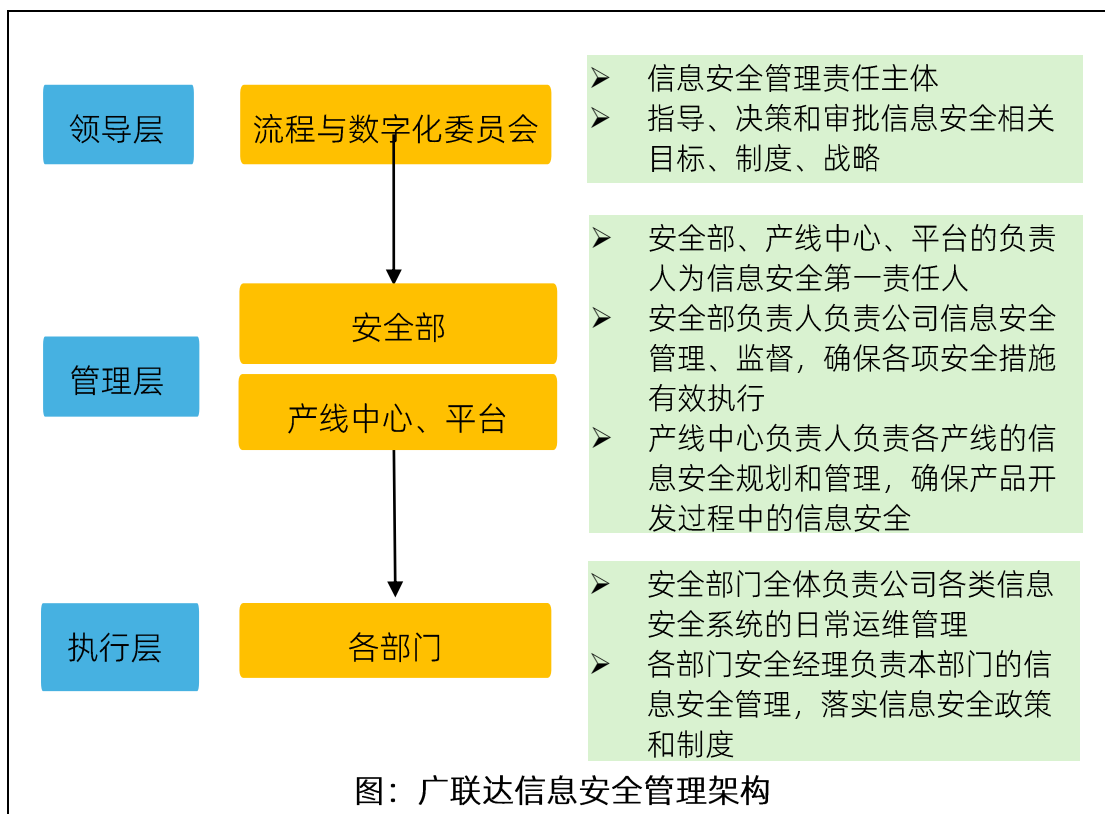 领导层
流程与数字化委员会
➢ 信息安全管理责任主体
➢ 指导、决策和审批信息安全相关
目标、制度、战略
管理层
安全部
产线中心、平台
➢ 安全部、产线中心、平台的负责
人为信息安全第一责任人
➢ 安全部负责人负责公司信息安全
管理、监督，确保各项安全措施
有效执行
➢ 产线中心负责人负责各产线的信
息安全规划和管理，确保产品开
发过程中的信息安全
执行层
各部门
➢ 安全部门全体负责公司各类信息
安全系统的日常运维管理
➢ 各部门安全经理负责本部门的信
息安全管理，落实信息安全政策
和制度
图：广联达信息安全管理架构